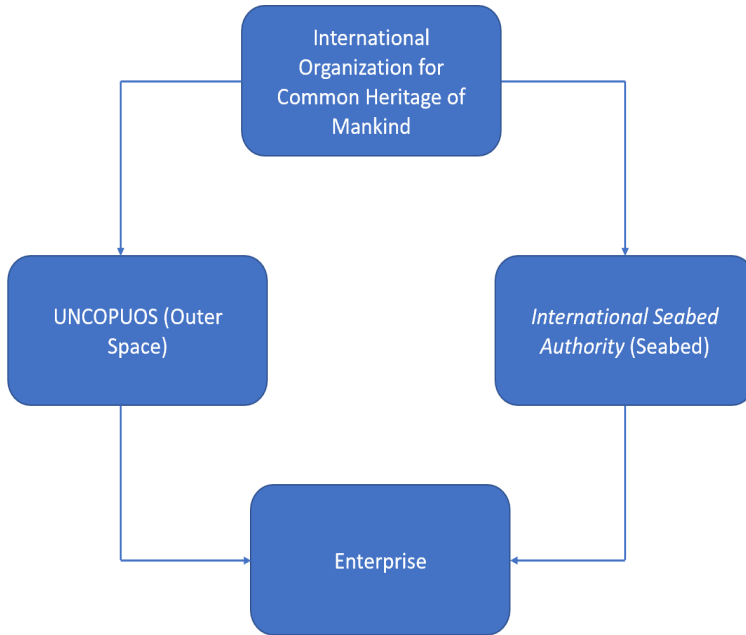 International
Organization for
Common Heritage of
Mankind
UNCOPUOS (Outer
Space)
International Seabed
Authority (Seabed)
Enterprise